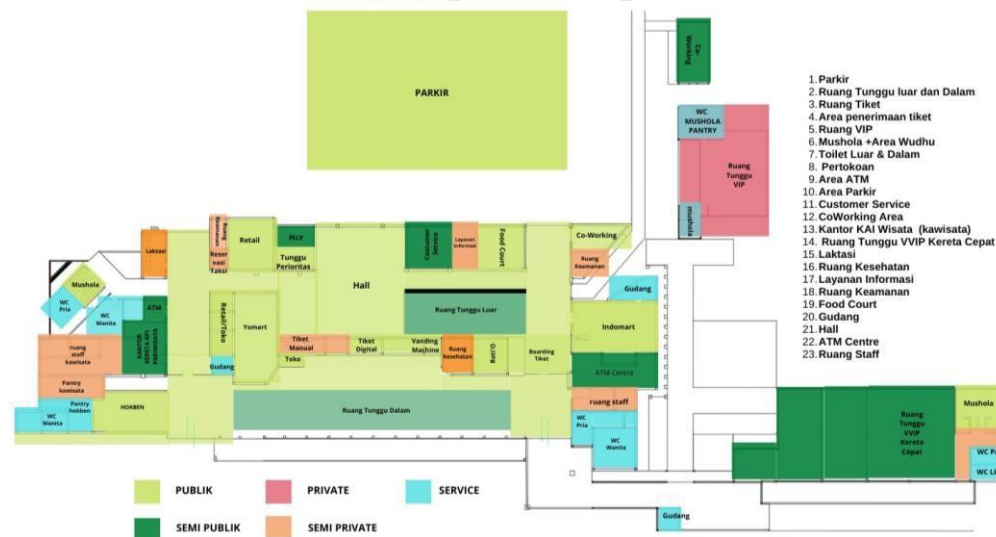 Co-
Working
PARKIR
WC
MUSHOLA
PANTRY
Ruang
Tunggu
VIP
mushola
1. Parkir
2. Ruang Tunggu luar dan Dalam
3. Ruang Tiket
4. Area penerimaan tiket
5. Ruang VIP
6. Mushola +Area Wudhu
7. Toilet Luar & Dalam
8. Pertokoan
9. Area ATM
10. Area Parkir
11. Customer Service
12. CoWorking Area
13. Kantor KAI Wisata (kawisata)
14. Ruang Tunggu VVIP Kereta Cepat
15. Laktasi
16. Ruang Kesehatan
17. Layanan Informasi
18. Ruang Keamanan
19. Food Court
20. Gudang
21. Hall
22. ATM Centre
23. Ruang Staff
Laktasi
Ruang
Keamanan
Reser
vasi
Taksi
Retail
Tunggu
Perioritas
Costumer
Service
Layanan
Informasi
Food Court
Co-Working
Ruang
Keamanan
Hall
Mushola
WC
Pria
WC
Wanita
ATM
Gudang
Ruang Tunggu Luar
Retail/Toko
Yomart
Indomart
ruang
staff
kawisata
Tiket
Manual
Tiket
Digital
Vanding
Machine
Toko
Ruang
Kesehatan
Boarding
Tiket
Gudang
ATM Centre
Pantry
kawisata
Pantry
hokben
HOKBEN
WC
Wanita
Ruang Tunggu Dalam
ruang staff
WC
Pria
WC
Wanita
Ruang
Tunggu
VVIP
Kereta
Cepat
Mushola
Gudang
PUBLIK
PRIVATE
SERVICE
SEMI PUBLIK
SEMI PRIVATE